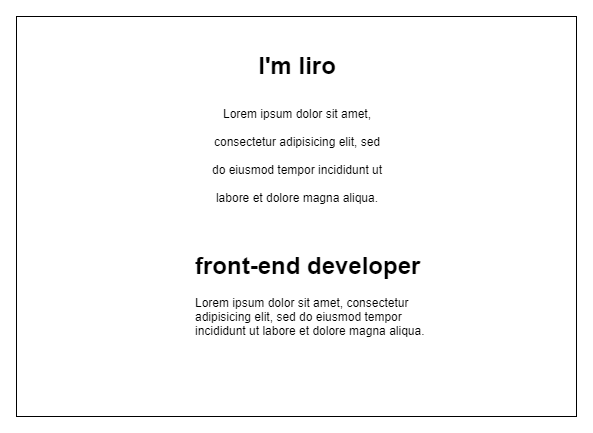 I'm liro
Lorem ipsum dolor sit amet,
consectetur adipisicing elit, sed
do eiusmod tempor incididunt ut
labore et dolore magna aliqua.
front-end developer
Lorem ipsum dolor sit amet, consectetur
adipisicing elit, sed do eiusmod tempor
incididunt ut labore et dolore magna aliqua.